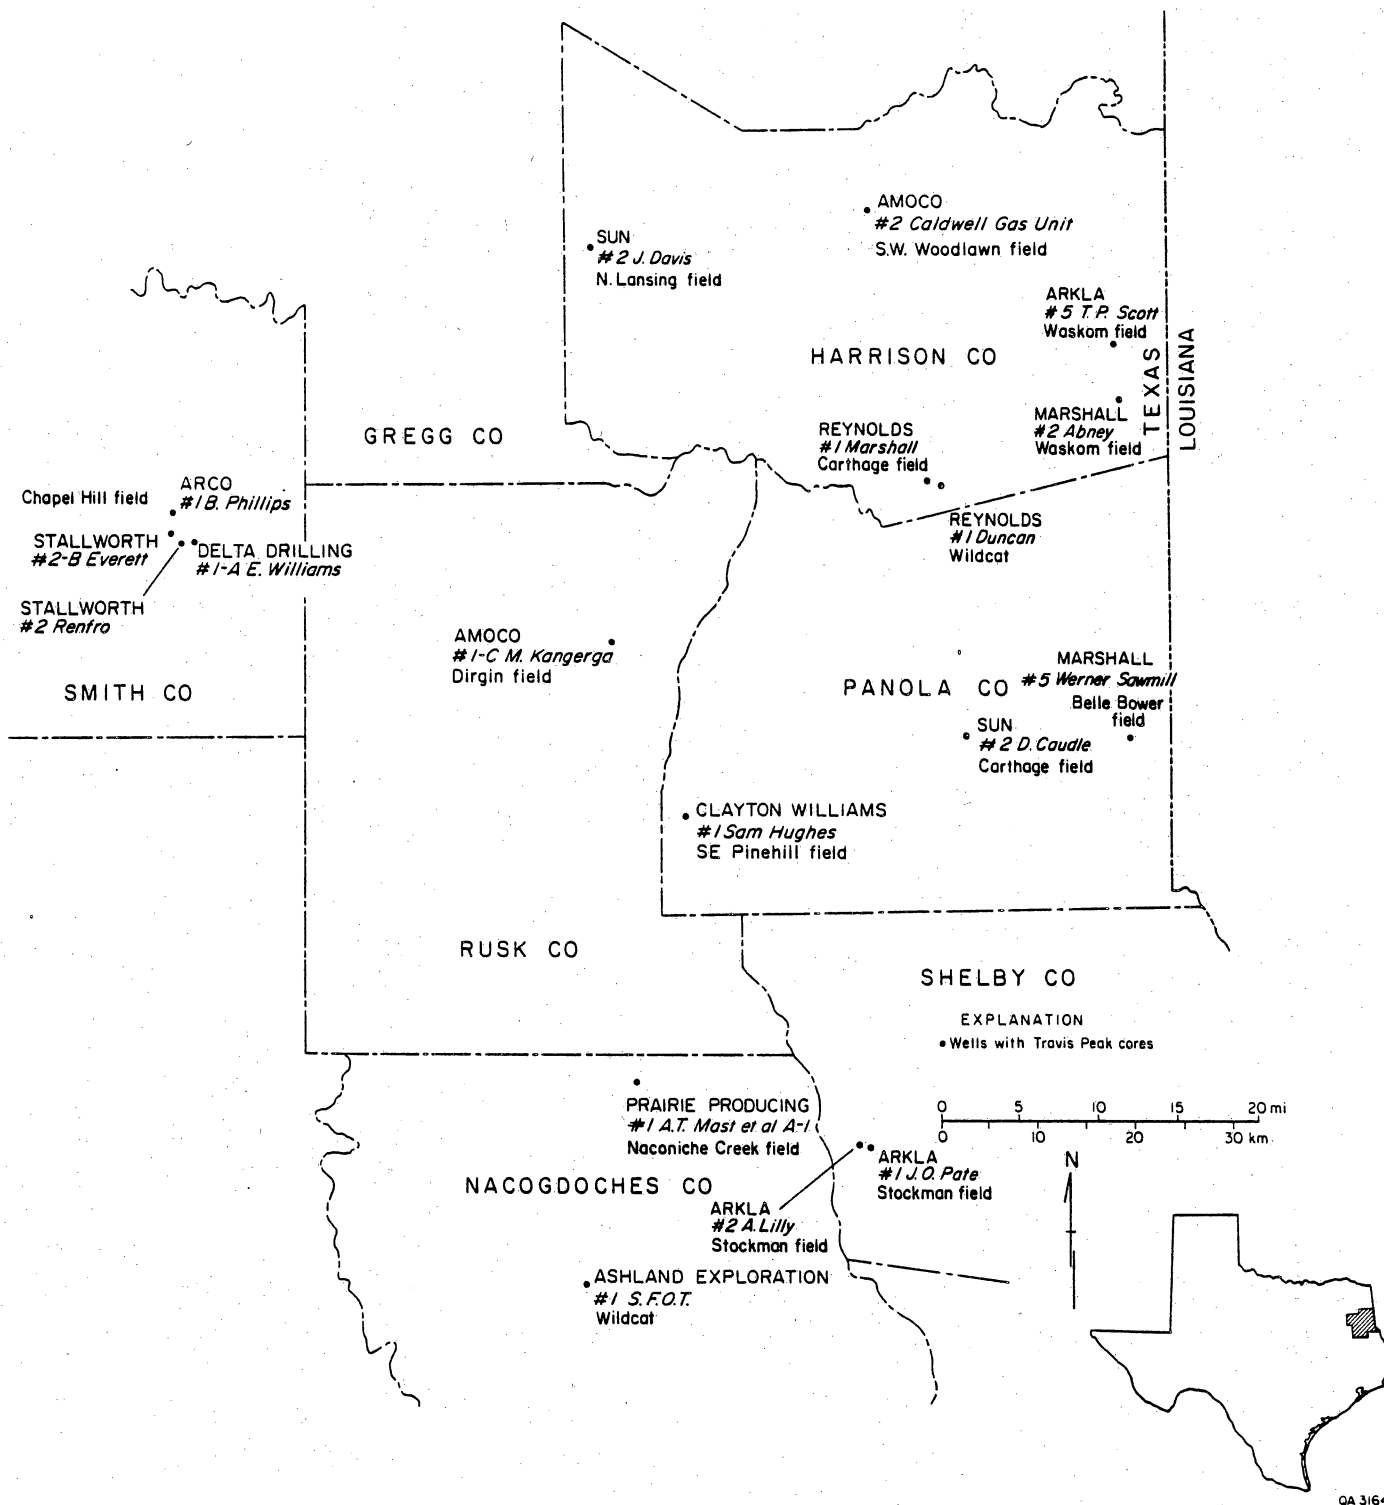 AMOCO
#2 Caldwell Gas Unit
S.W. Woodlawn field
SUN
#2 J. Davis
N. Lansing field
ARKLA
#5 T.P. Scott
Waskom field
HARRISON CO
TEXAS
LOUISIANA
MARSHALL
#2 Abney
Waskom field
REYNOLDS
#1 Marshall
Carthage field
GREGG CO
ARCO
#1 B. Phillips
Chapel Hill field
STALLWORTH
#2-B Everett
DELTA DRILLING
#1-A E. Williams
STALLWORTH
#2 Renfro
REYNOLDS
#1 Duncan
Wildcat
AMOCO
#1-C M. Kangerga
Dirgin field
SMITH CO
PANOLA CO
MARSHALL
#5 Werner Sawmill
Belle Bower
field
SUN
#2 D. Caudle
Carthage field
CLAYTON WILLIAMS
#1 Sam Hughes
SE Pinehill field
RUSK CO
SHELBY CO
EXPLANATION
• Wells with Travis Peak cores
0 5 10 15 20 mi
0 10 20 30 km
N
PRAIRIE PRODUCING
#1 A.T. Mast et al A-1
Naconiche Creek field
ARKLA
#1 J.O. Pate
Stockman field
NACOGDOCHES CO
ARKLA
#2 A. Lilly
Stockman field
ASHLAND EXPLORATION
#1 S.F.O.T.
Wildcat
QA 3164